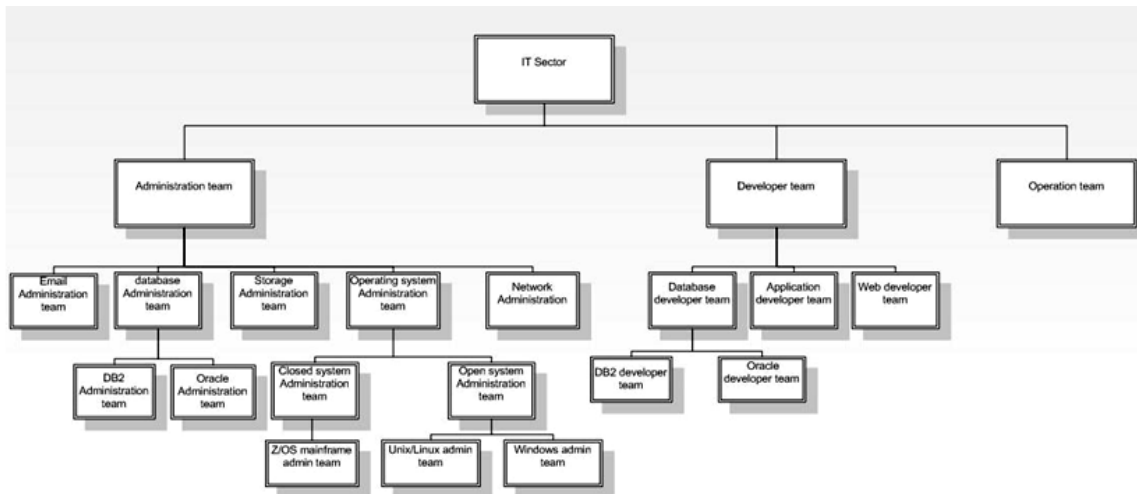 IT Sector
Administration team
Developer team
Operation team
Email
Administration
team
database
Administration
team
Storage
Administration
team
Operating system
Administration
team
Network
Administration
Database
developer team
Application
developer team
Web developer
team
DB2
Administration
team
Oracle
Administration
team
Closed system
Administration
team
Open system
Administration
team
DB2 developer
team
Oracle
developer team
Z/OS mainframe
admin team
Unix/Linux admin
team
Windows admin
team